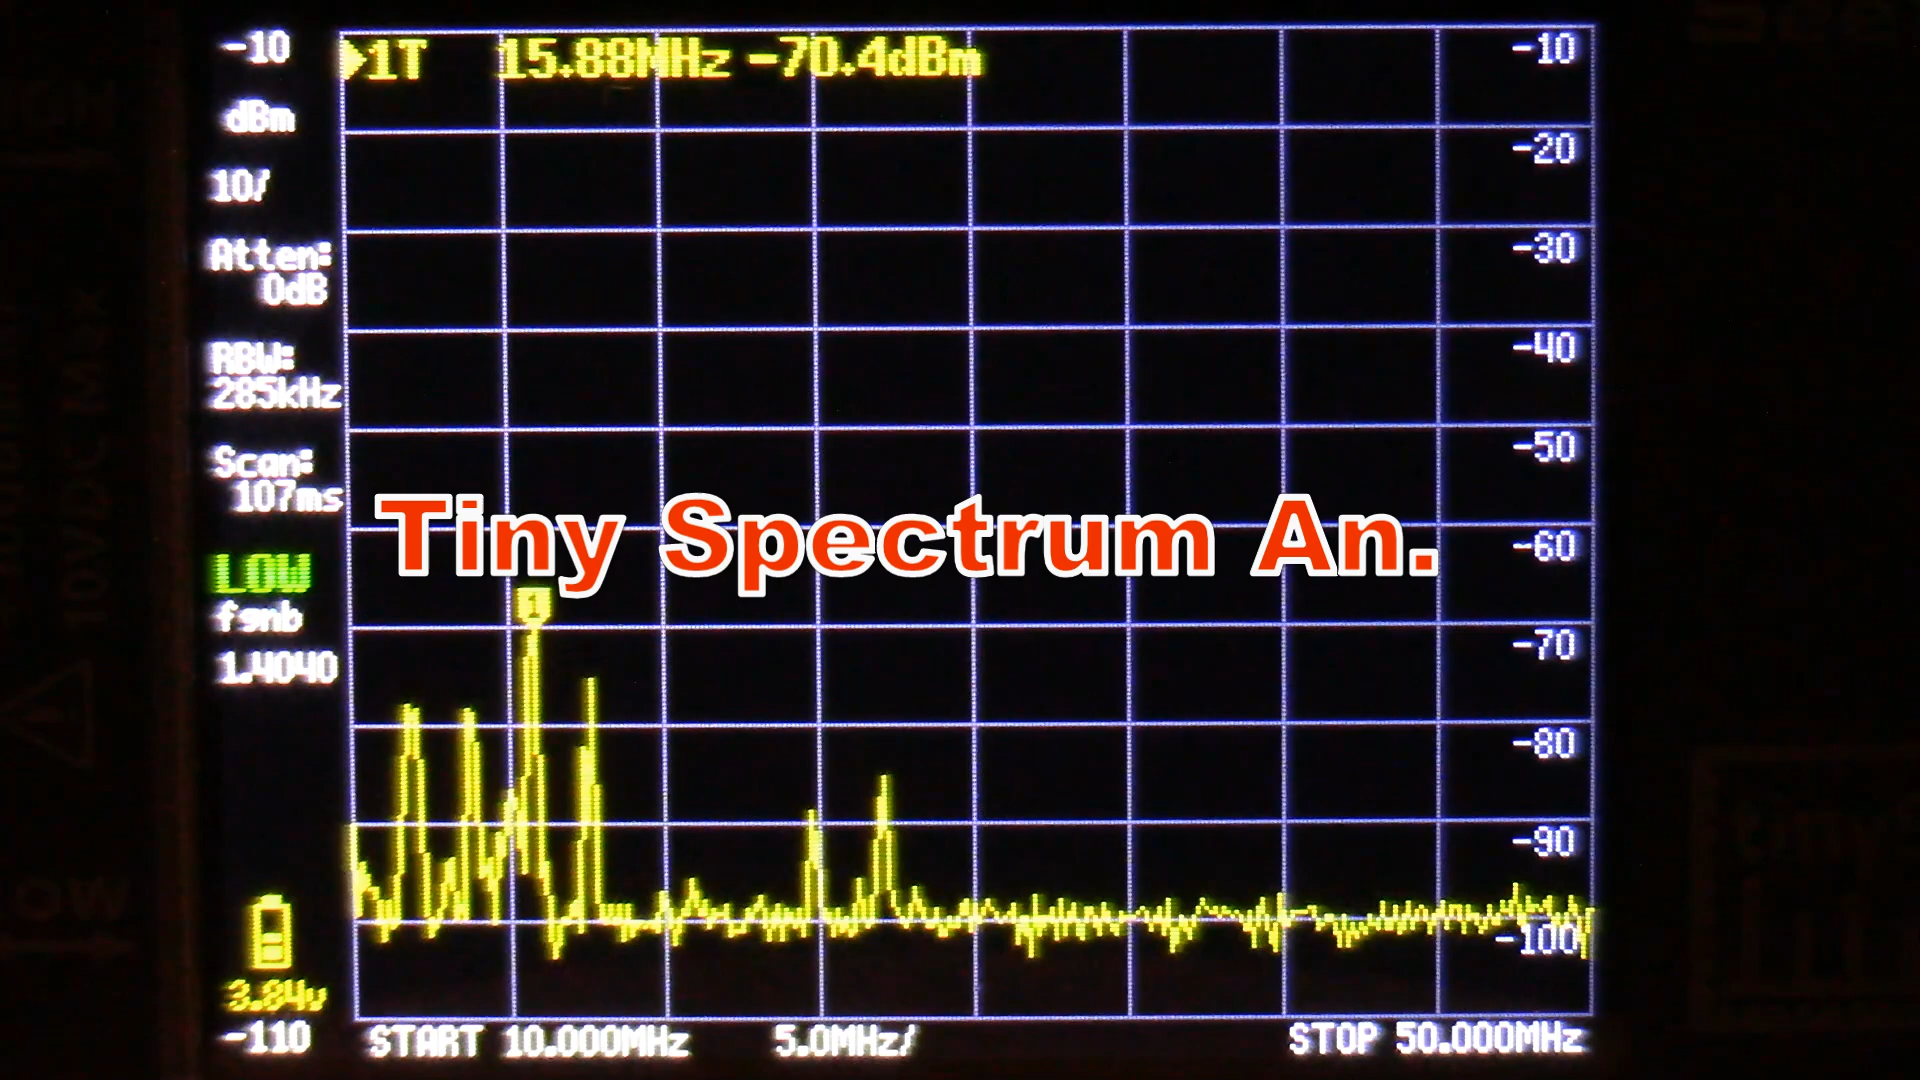 -10
dBm
10/
Atten:
0dB
RBW:
285kHz
Scan:
107ms
LOW
fgnb
1.4040
3.84v
-110
1T 15.88MHz -70.4dBm
-10
-20
-30
-40
-50
-60
-70
-80
-90
-100
Tiny Spectrum An.
1
START 10.000MHz 5.0MHz/ STOP 50.000MHz